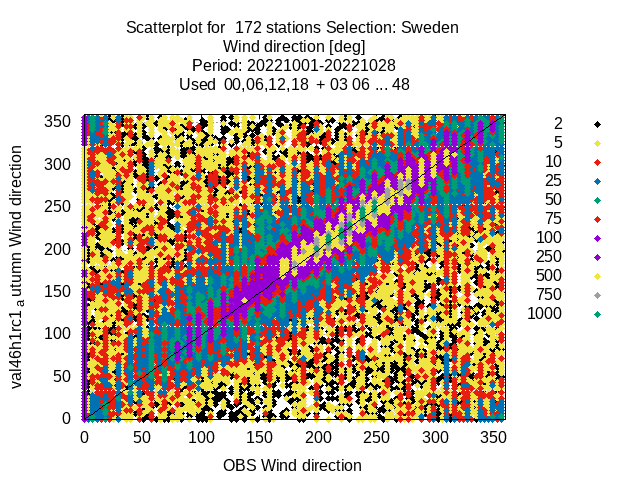 Scatterplot for 172 stations Selection: Sweden
Wind direction [deg]
Period: 20221001-20221028
Used 00,06,12,18 + 03 06 ... 48
350
300
250
200
150
100
50
0
val46h1rc1 a utumn Wind direction
0 50 100 150 200 250 300 350
OBS Wind direction
2
5
10
25
50
75
100
250
500
750
1000